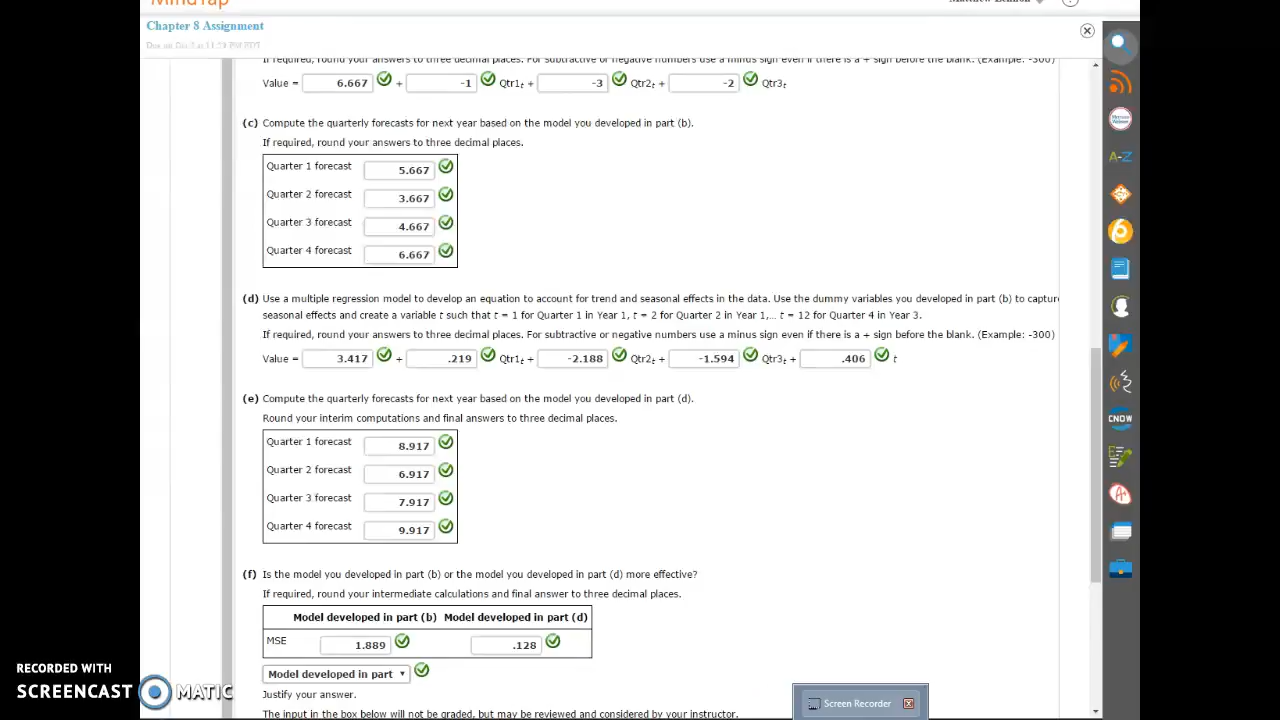 MindTap
Chapter 8 Assignment
If required, round your answers to three decimal places. For subtractive or negative numbers use a minus sign even if there is a + sign before the blank. (Example: -300)
Value = 6.667 + -1 Qtr1t + -3 Qtr2t + -2 Qtr3t
(c) Compute the quarterly forecasts for next year based on the model you developed in part (b).
If required, round your answers to three decimal places.
Quarter 1 forecast 5.667
Quarter 2 forecast 3.667
Quarter 3 forecast 4.667
Quarter 4 forecast 6.667
(d) Use a multiple regression model to develop an equation to account for trend and seasonal effects in the data. Use the dummy variables you developed in part (b) to capture
seasonal effects and create a variable t such that t = 1 for Quarter 1 in Year 1, t = 2 for Quarter 2 in Year 1,... t = 12 for Quarter 4 in Year 3.
If required, round your answers to three decimal places. For subtractive or negative numbers use a minus sign even if there is a + sign before the blank. (Example: -300)
Value = 3.417 + .219 Qtr1t + -2.188 Qtr2t + -1.594 Qtr3t + .406 t
(e) Compute the quarterly forecasts for next year based on the model you developed in part (d).
Round your interim computations and final answers to three decimal places.
Quarter 1 forecast 8.917
Quarter 2 forecast 6.917
Quarter 3 forecast 7.917
Quarter 4 forecast 9.917
(f) Is the model you developed in part (b) or the model you developed in part (d) more effective?
If required, round your intermediate calculations and final answer to three decimal places.
Model developed in part (b) Model developed in part (d)
MSE 1.889 .128
Model developed in part
Justify your answer.
The input in the box below will not be graded, but may be reviewed and considered by your instructor.
A-Z
CNOW
A+
Screen Recorder
RECORDED WITH
SCREENCAST MATIC